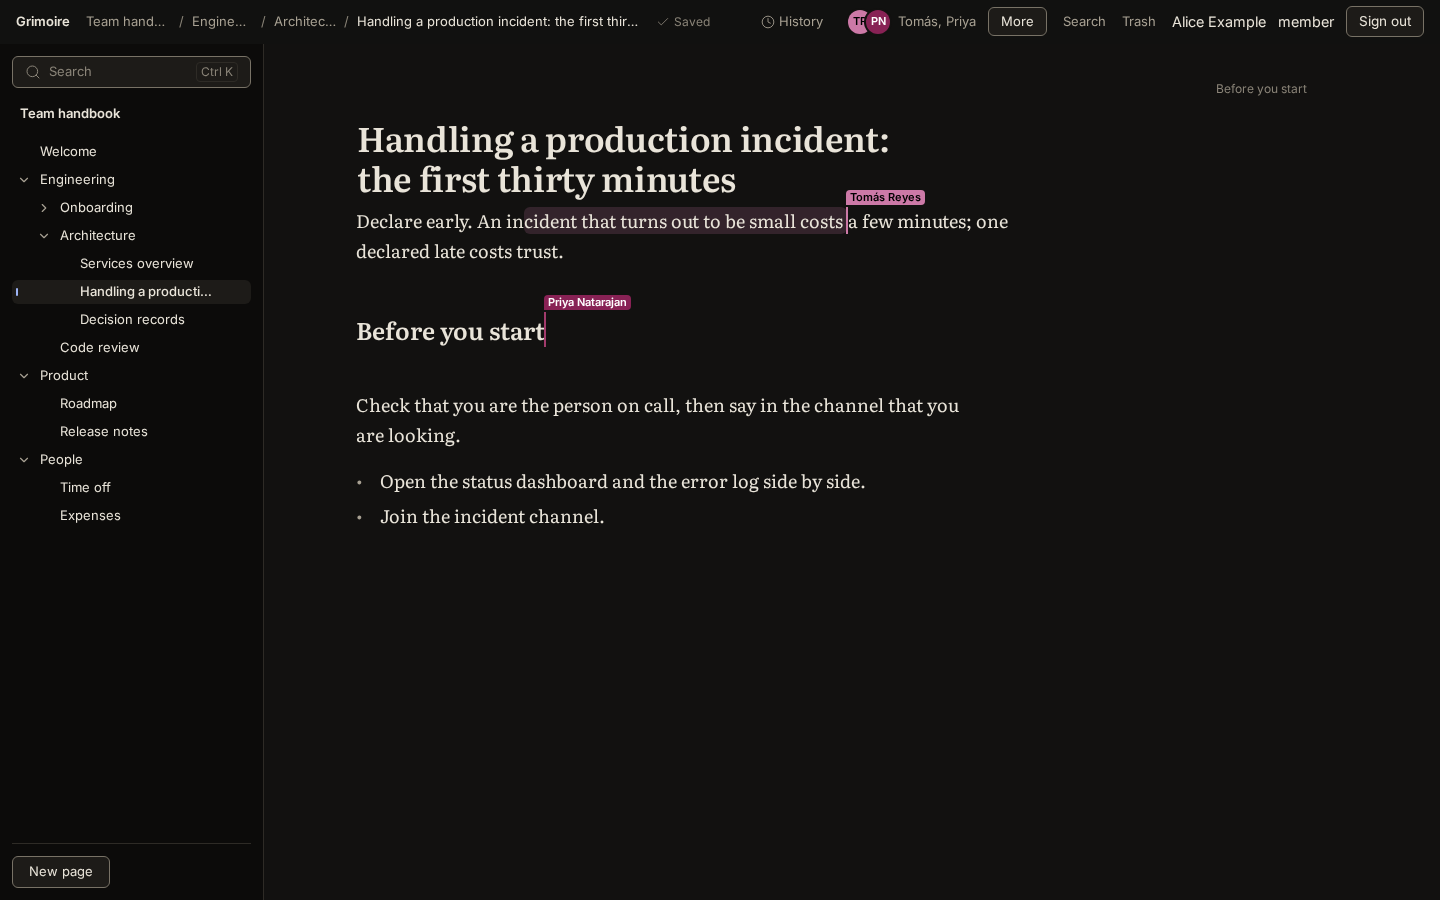 Grimoire Team hand… / Engine… / Architec… / Handling a production incident: the first thir… Saved History PN Tomás, Priya More Search Trash Alice Example member Sign out
Search Ctrl K
Team handbook
Welcome
Engineering
Onboarding
Architecture
Services overview
Handling a producti…
Decision records
Code review
Product
Roadmap
Release notes
People
Time off
Expenses
New page
Handling a production incident:
the first thirty minutes
Tomás Reyes
Declare early. An incident that turns out to be small costs a few minutes; one
declared late costs trust.
Priya Natarajan
Before you start
Check that you are the person on call, then say in the channel that you
are looking.
• Open the status dashboard and the error log side by side.
• Join the incident channel.
Before you start